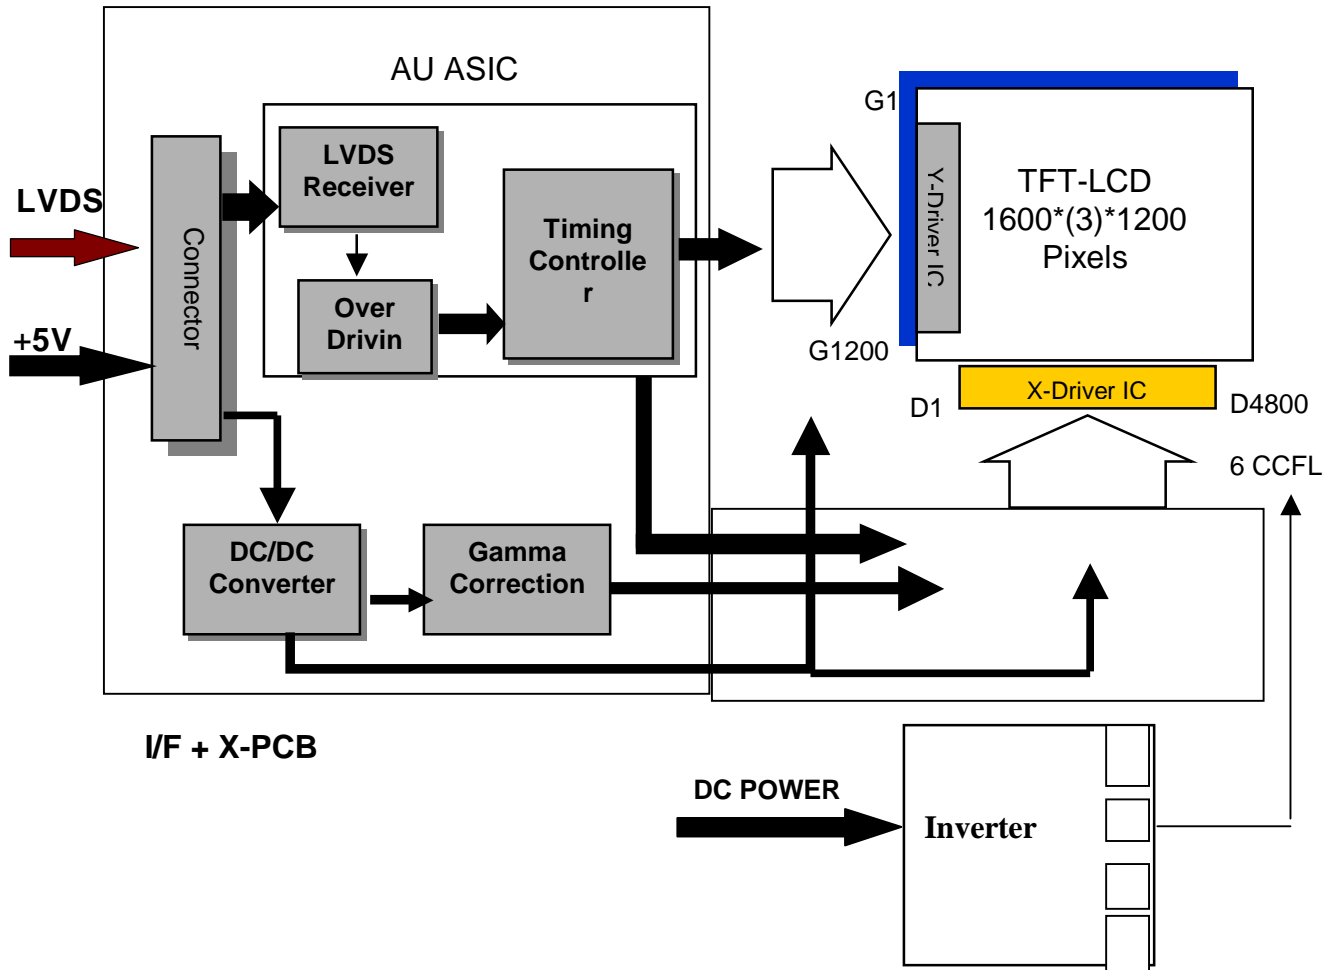 AU ASIC
LVDS
+5V
Connector
LVDS
Receiver
Over
Drivin
Timing
Controlle
r
G1
G1200
Y-Driver IC
TFT-LCD
1600*(3)*1200
Pixels
X-Driver IC
D1
D4800
6 CCFL
DC/DC
Converter
Gamma
Correction
I/F + X-PCB
DC POWER
Inverter